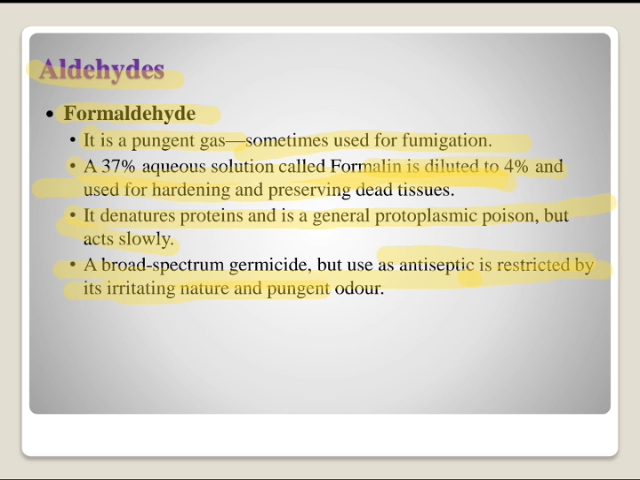 Aldehydes
• Formaldehyde
• It is a pungent gas—sometimes used for fumigation.
• A 37% aqueous solution called Formalin is diluted to 4% and
used for hardening and preserving dead tissues.
• It denatures proteins and is a general protoplasmic poison, but
acts slowly.
• A broad-spectrum germicide, but use as antiseptic is restricted by
its irritating nature and pungent odour.